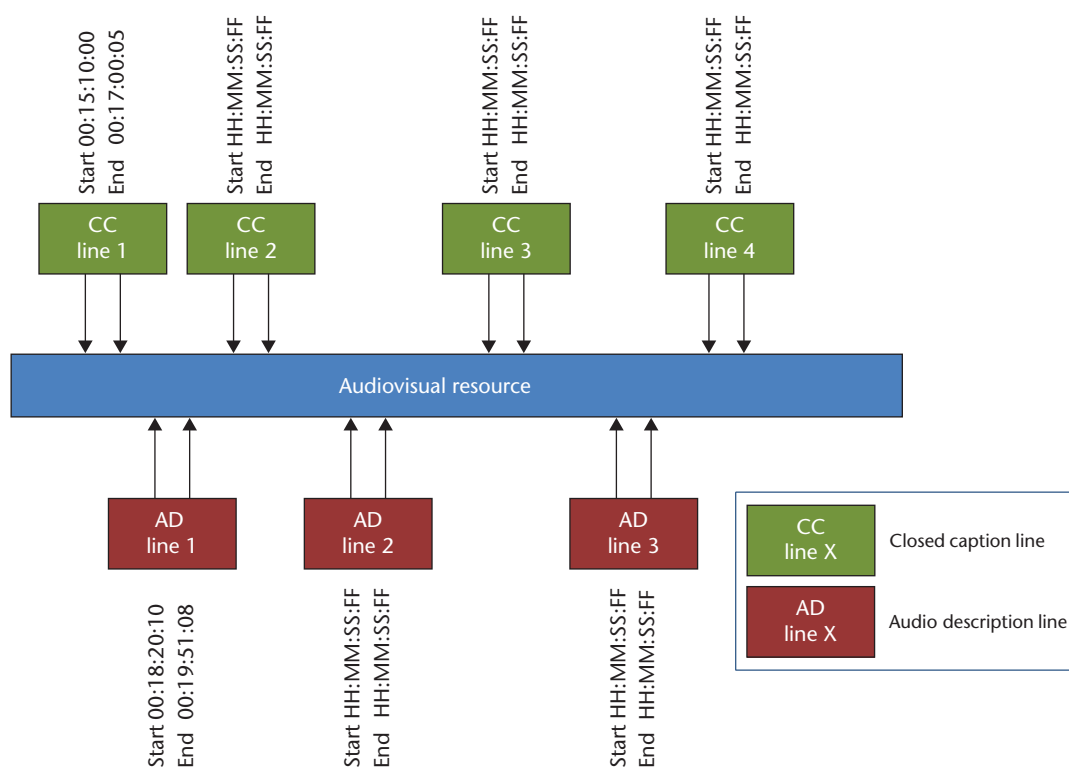 Start 00:15:10:00
End 00:17:00:05
Start HH:MM:SS:FF
End HH:MM:SS:FF
Start HH:MM:SS:FF
End HH:MM:SS:FF
Start HH:MM:SS:FF
End HH:MM:SS:FF
CC
line 1
CC
line 2
CC
line 3
CC
line 4
Audiovisual resource
AD
line 1
AD
line 2
AD
line 3
Start 00:18:20:10
End 00:19:51:08
Start HH:MM:SS:FF
End HH:MM:SS:FF
Start HH:MM:SS:FF
End HH:MM:SS:FF
CC
line X
Closed caption line
AD
line X
Audio description line